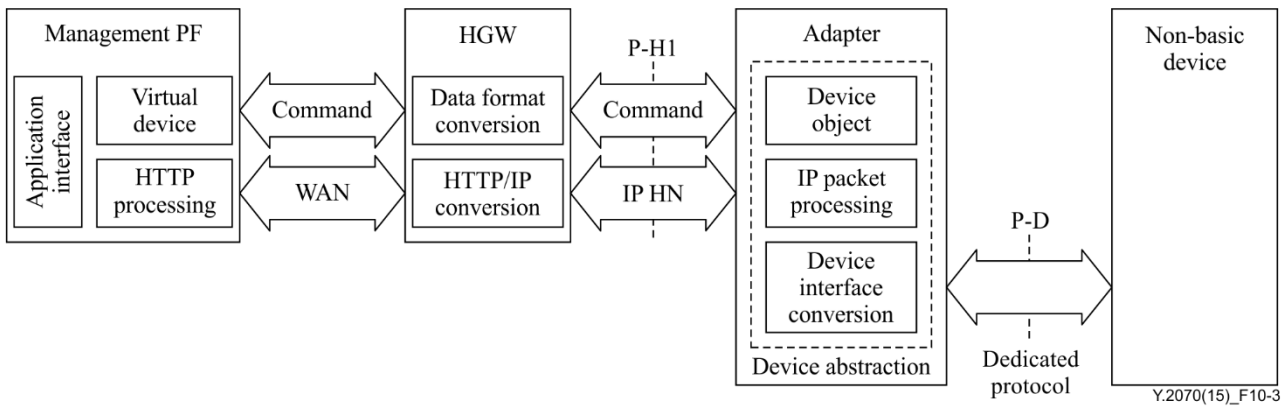 Management PF
Application
interface
Virtual
device
HTTP
processing
Command
WAN
HGW
Data format
conversion
HTTP/IP
conversion
P-H1
Command
IP HN
Adapter
Device
object
IP packet
processing
Device
interface
conversion
Device abstraction
P-D
Dedicated
protocol
Non-basic
device
Y.2070(15)_F10-3